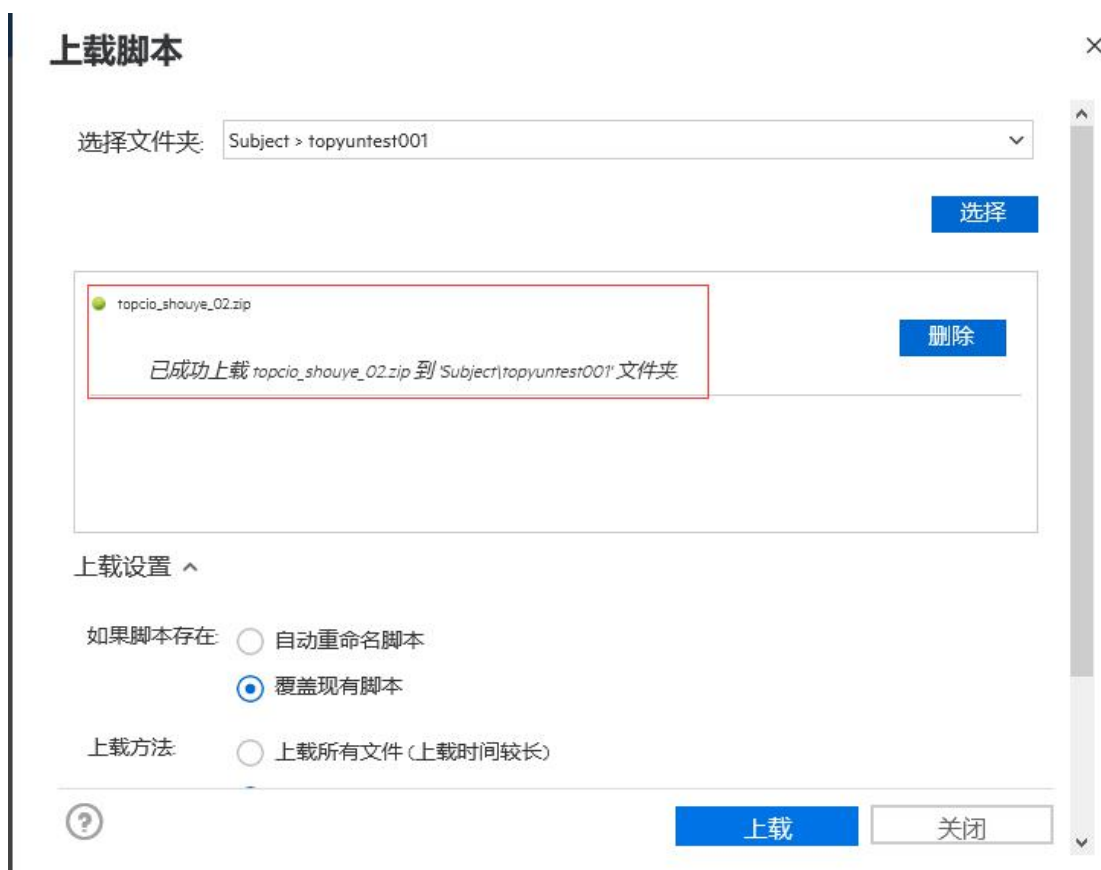 上载脚本
选择文件夹: Subject > topyuntest001
选择
topcio_shouye_02.zip
删除
已成功上载 topcio_shouye_02.zip 到 'Subject\topyuntest001' 文件夹.
上载设置
如果脚本存在: 自动重命名脚本
覆盖现有脚本
上载方法: 上载所有文件 (上载时间较长)
上载 关闭